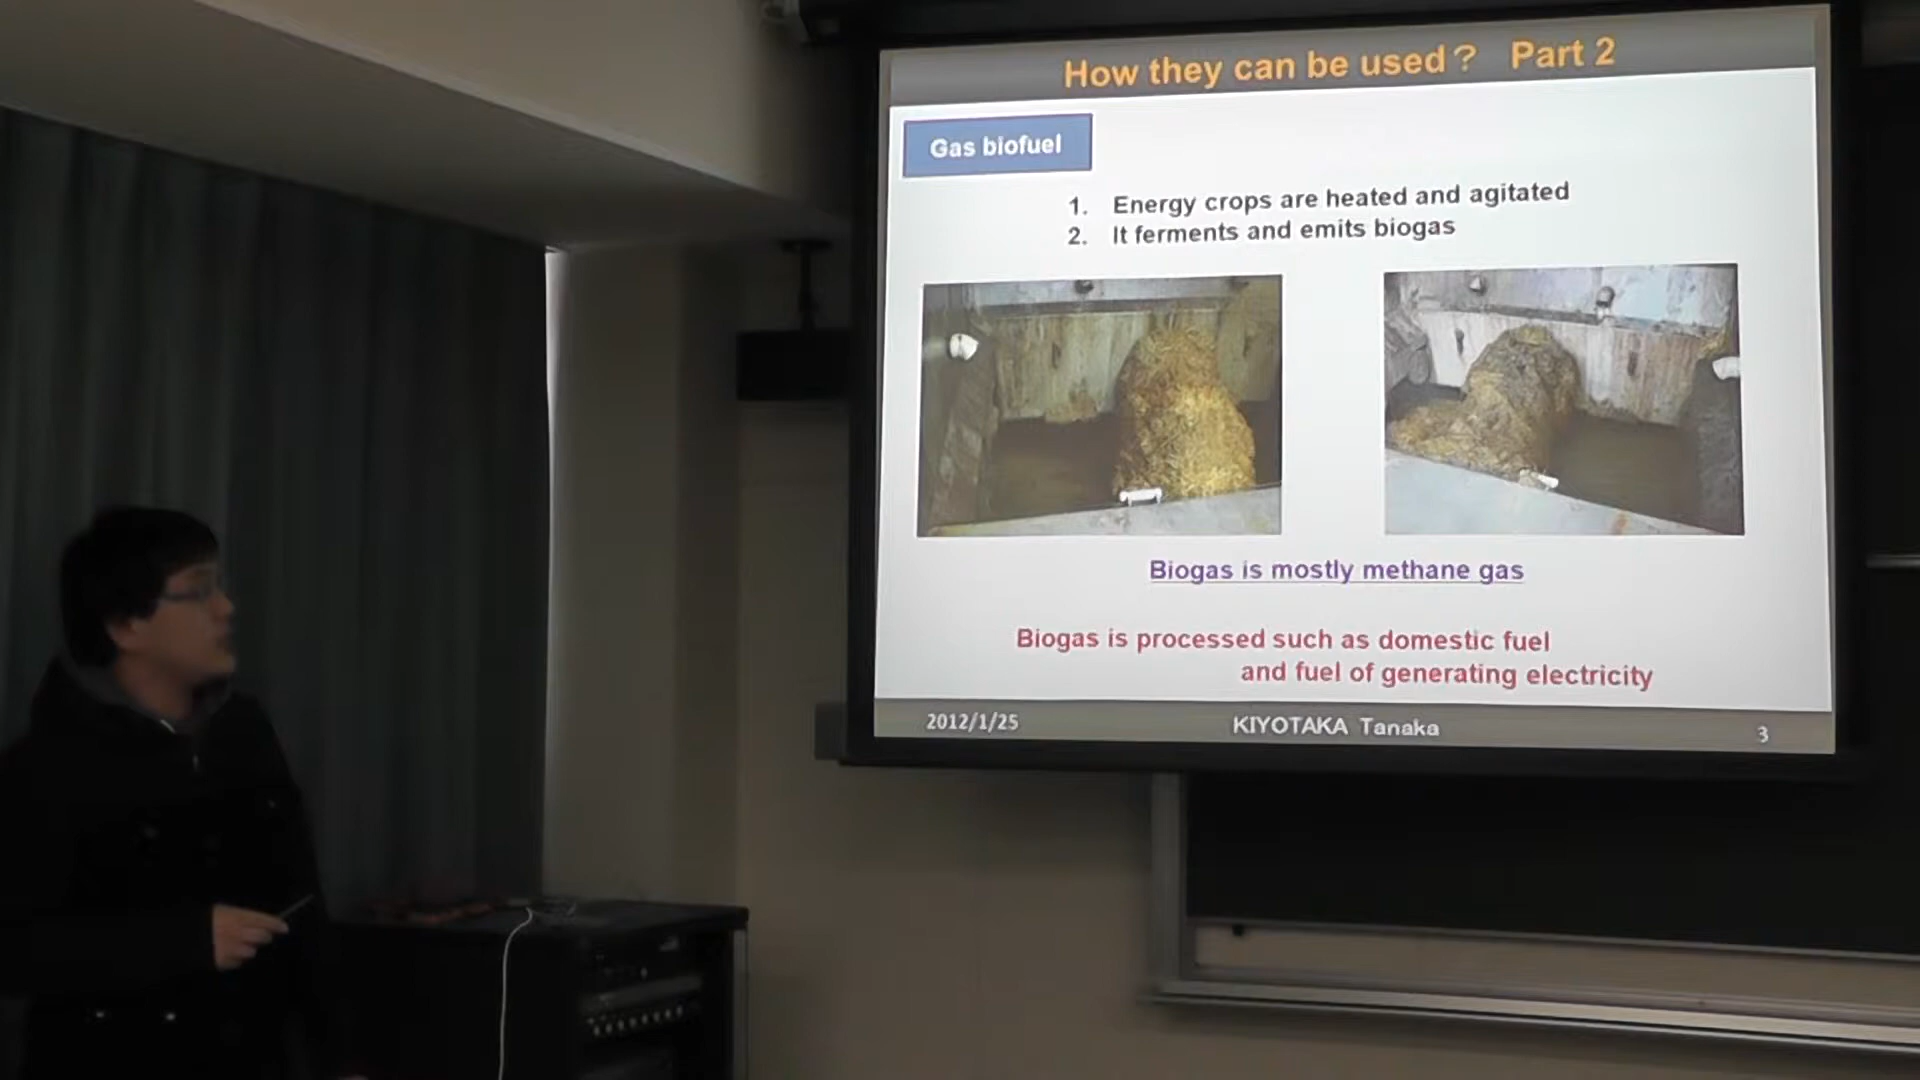 How they can be used？ Part 2
Gas biofuel
1. Energy crops are heated and agitated
2. It ferments and emits biogas
Biogas is mostly methane gas
Biogas is processed such as domestic fuel
and fuel of generating electricity
2012/1/25 KIYOTAKA Tanaka 3